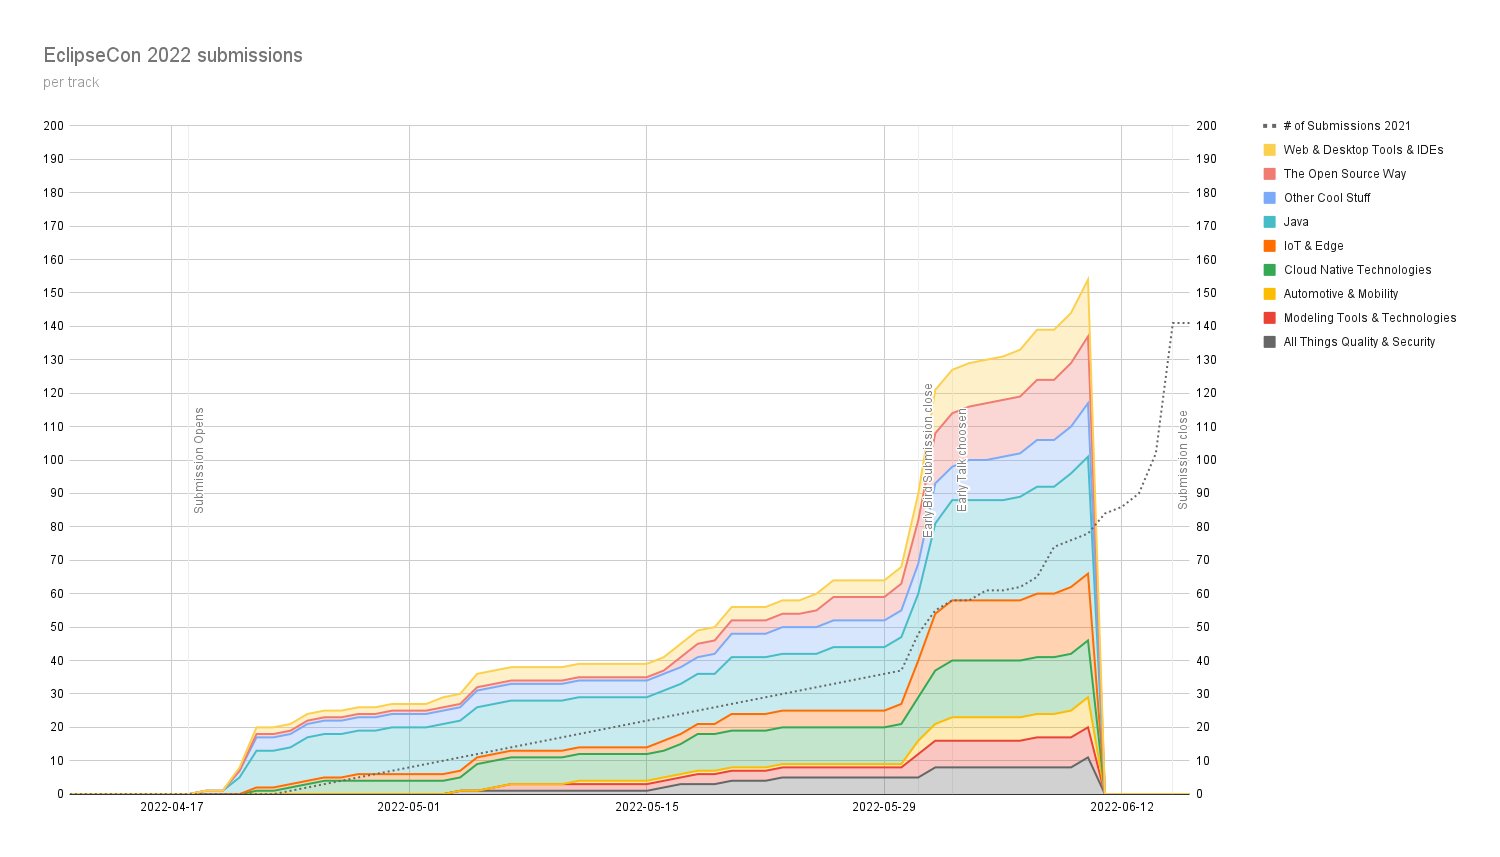 EclipseCon 2022 submissions
per track
200
190
180
170
160
150
140
130
120
110
100
90
80
70
60
50
40
30
20
10
0
Submission Opens
Early Bird Submission close
Early Talk choosen
Submission close
200
190
180
170
160
150
140
130
120
110
100
90
80
70
60
50
40
30
20
10
0
2022-04-17
2022-05-01
2022-05-15
2022-05-29
2022-06-12
# of Submissions 2021
Web & Desktop Tools & IDEs
The Open Source Way
Other Cool Stuff
Java
IoT & Edge
Cloud Native Technologies
Automotive & Mobility
Modeling Tools & Technologies
All Things Quality & Security